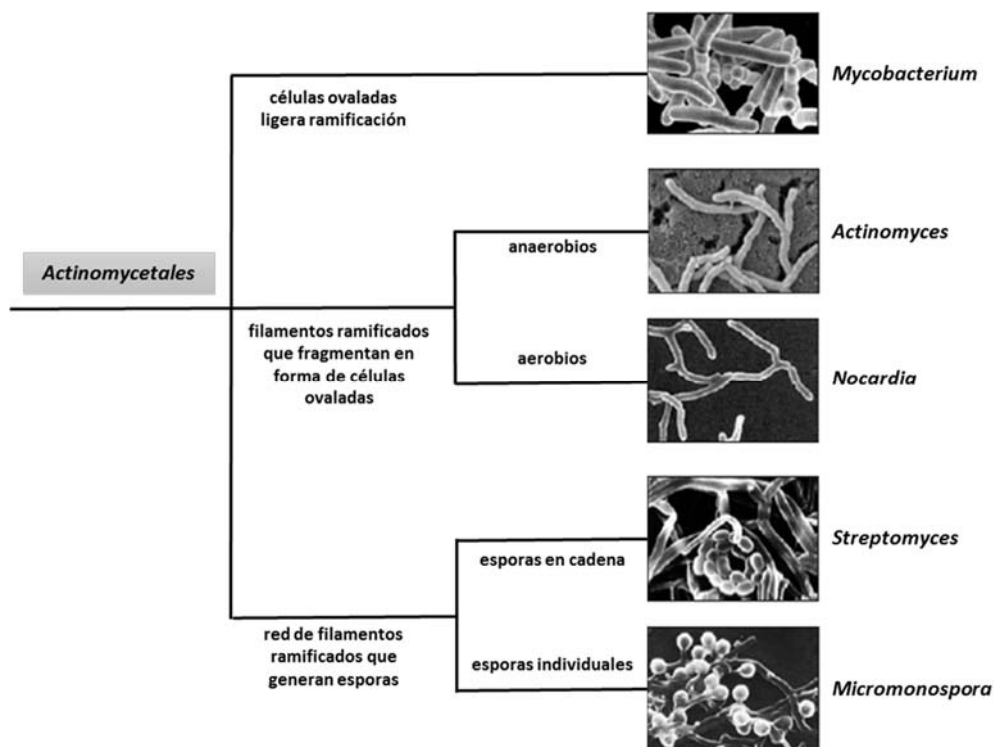 células ovaladas
ligera ramificación
Mycobacterium
anaerobios
Actinomyces
Actinomycetales
filamentos ramificados
que fragmentan en
forma de células
ovaladas
aerobios
Nocardia
esporas en cadena
Streptomyces
red de filamentos
ramificados que
generan esporas
esporas individuales
Micromonospora